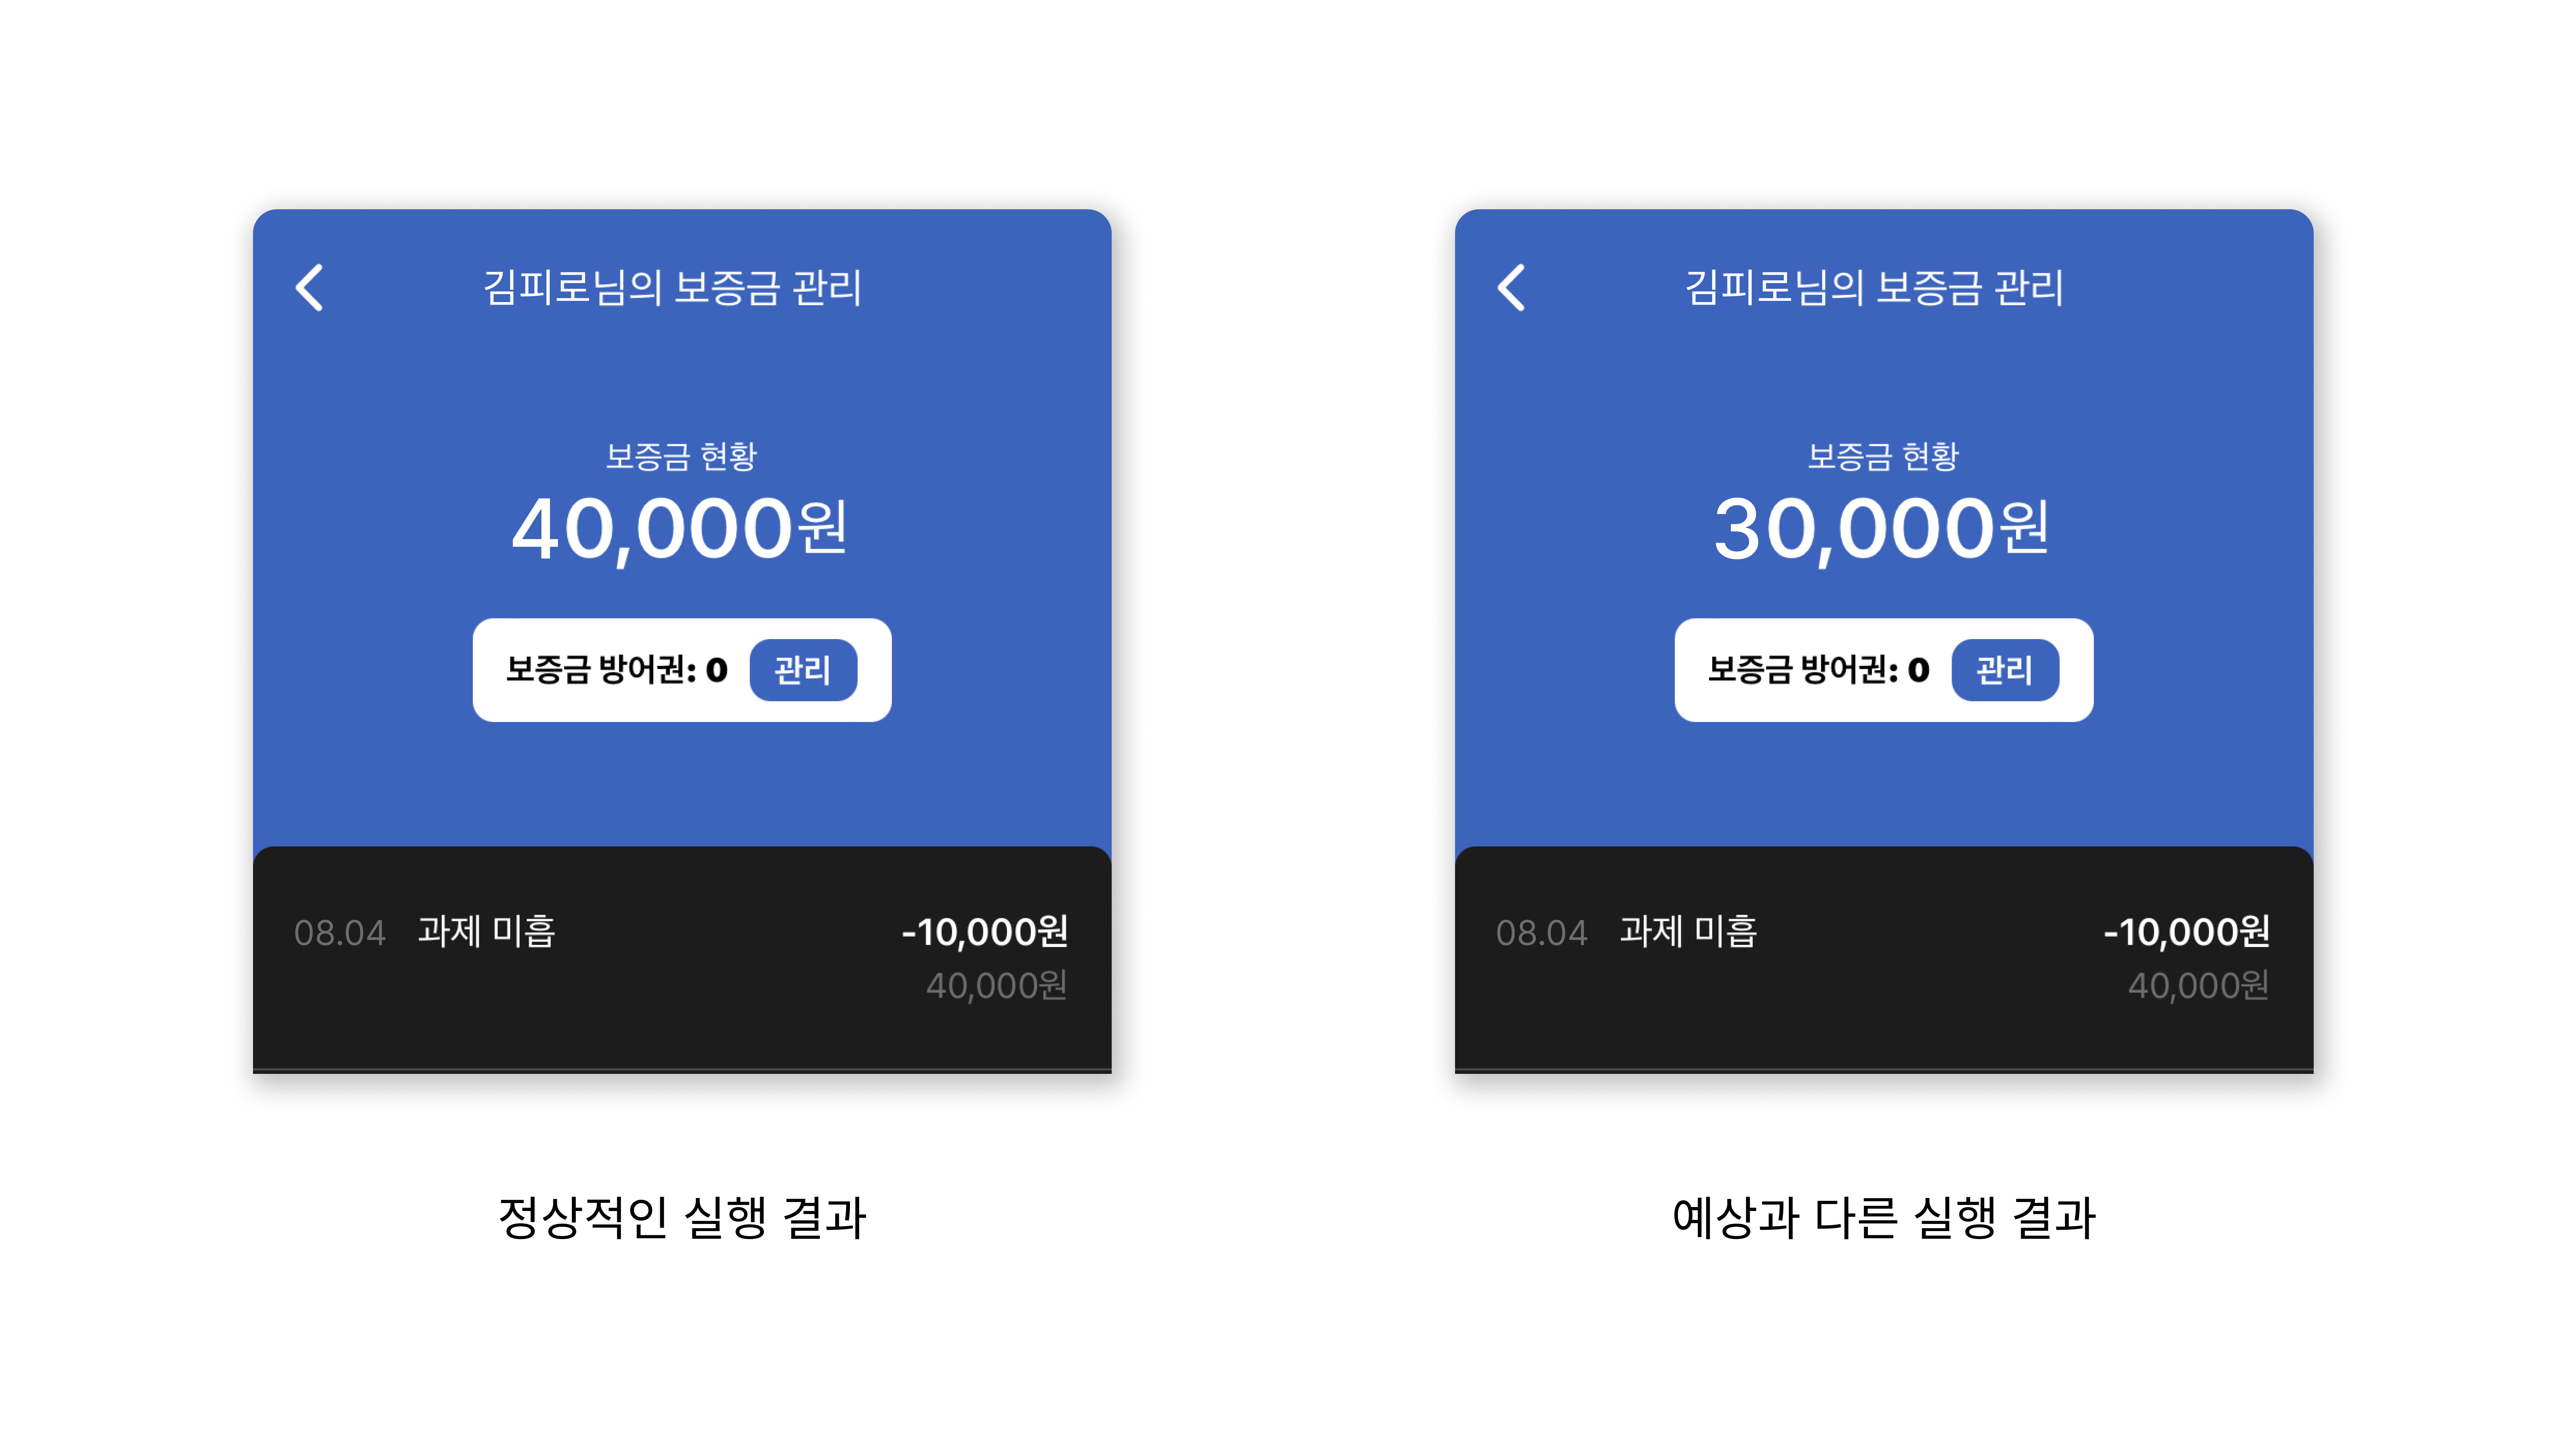 김피로님의 보증금 관리
보증금 현황
40,000원
보증금 방어권: 0 관리
08.04 과제 미흡 -10,000원
40,000원
정상적인 실행 결과
김피로님의 보증금 관리
보증금 현황
30,000원
보증금 방어권: 0 관리
08.04 과제 미흡 -10,000원
40,000원
예상과 다른 실행 결과